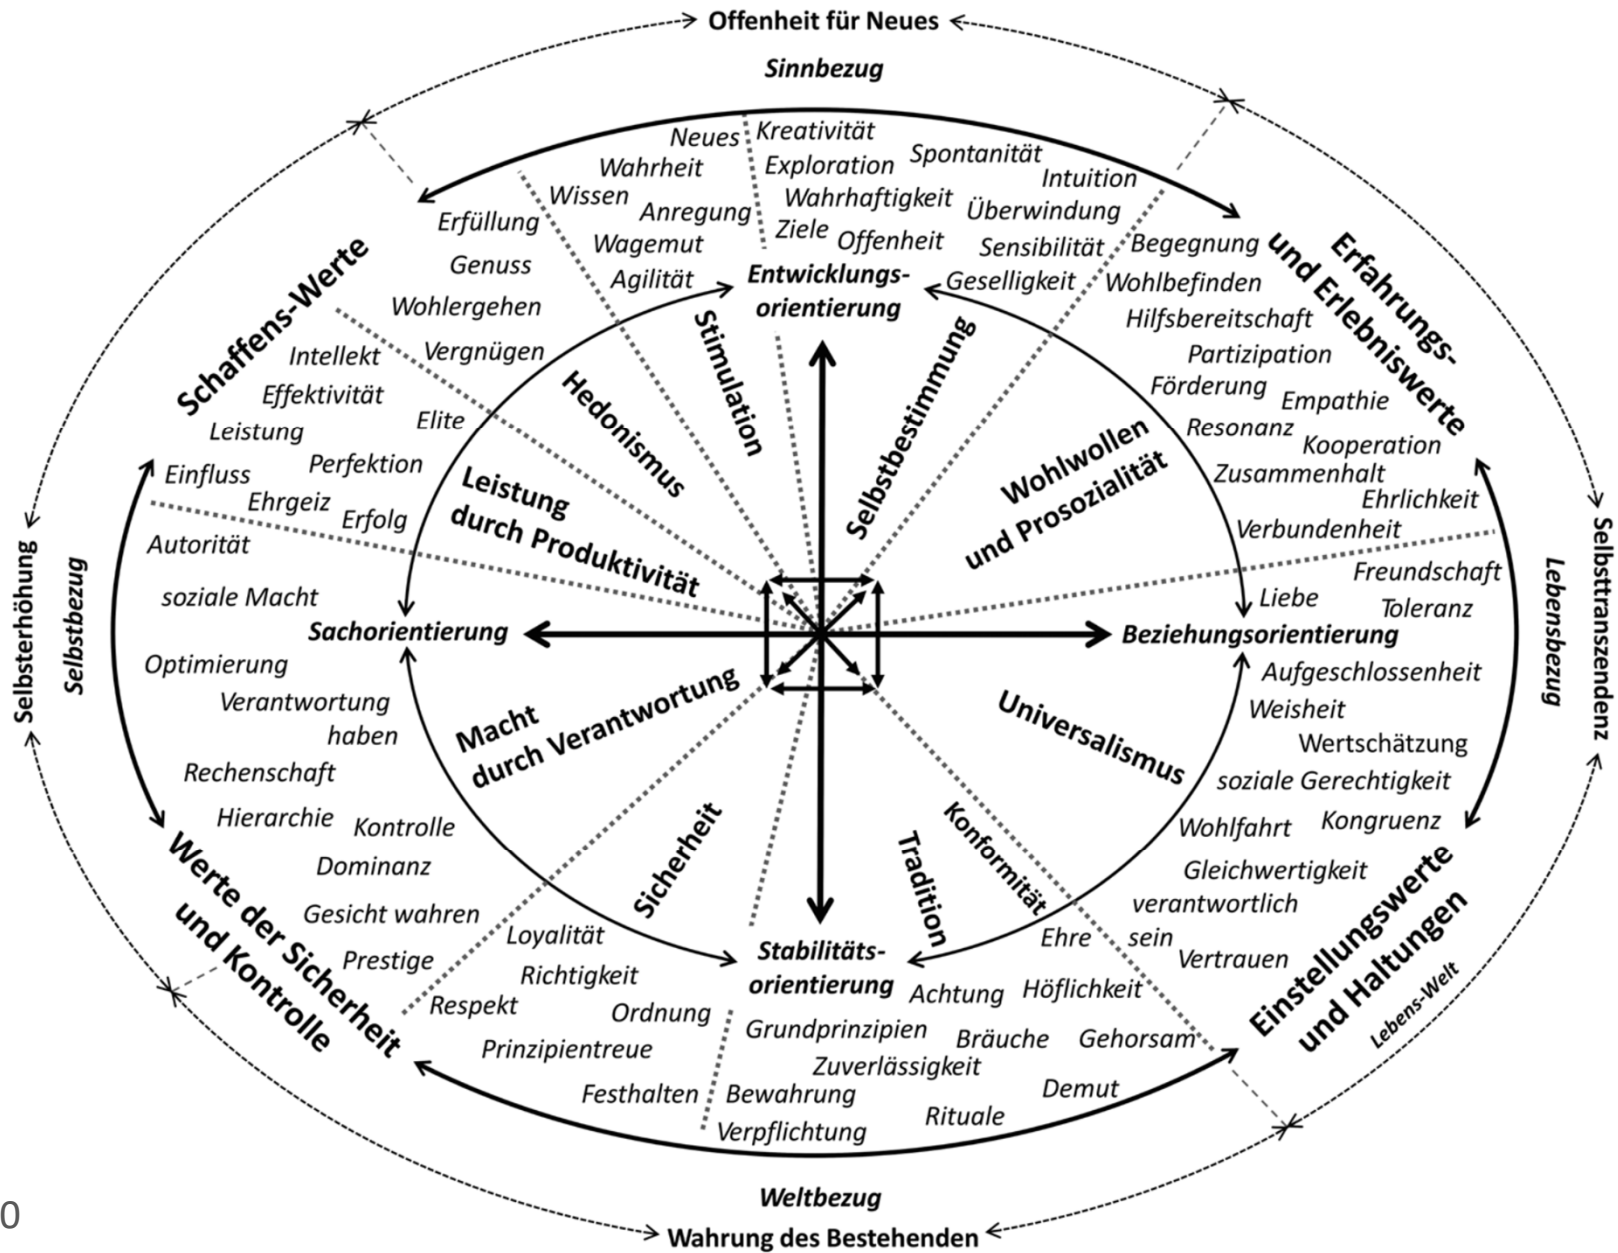 Offenheit für Neues
Sinnbezug
Neues
Kreativität
Wahrheit
Exploration
Spontanität
Wissen
Wahrhaftigkeit
Intuition
Erfüllung
Anregung
Ziele
Offenheit
Überwindung
Wagemut
Sensibilität
Begegnung
Genuss
Agilität
Entwicklungs-
orientierung
Geselligkeit
Wohlbefinden
Schaffens-Werte
Erfahrungs-
und Erlebniswerte
Wohlergehen
Hilfsbereitschaft
Intellekt
Vergnügen
Stimulation
Selbstbestimmung
Partizipation
Effektivität
Hedonismus
Förderung
Empathie
Leistung
Elite
Resonanz
Kooperation
Einfluss
Perfektion
Wohlwollen
und Prosozialität
Zusammenhalt
Ehrgeiz
Erfolg
Leistung
durch Produktivität
Ehrlichkeit
Verbundenheit
Autorität
Freundschaft
soziale Macht
Liebe
Toleranz
Selbsterhöhung
Selbstbezug
Sachorientierung
Beziehungsorientierung
Lebensbezug
Selbsttranszendenz
Optimierung
Aufgeschlossenheit
Verantwortung
haben
Macht
durch Verantwortung
Universalismus
Weisheit
Wertschätzung
Rechenschaft
soziale Gerechtigkeit
Hierarchie
Kontrolle
Wohlfahrt
Kongruenz
Dominanz
Sicherheit
Tradition
Konformität
Gleichwertigkeit
Gesicht wahren
verantwortlich
sein
Werte der Sicherheit
und Kontrolle
Prestige
Loyalität
Stabilitäts-
orientierung
Ehre
Vertrauen
Einstellungswerte
und Haltungen
Lebens-Welt
Richtigkeit
Respekt
Ordnung
Achtung
Höflichkeit
Grundprinzipien
Bräuche
Gehorsam
Prinzipientreue
Zuverlässigkeit
Festhalten
Bewahrung
Demut
Verpflichtung
Rituale
Weltbezug
Wahrung des Bestehenden
0